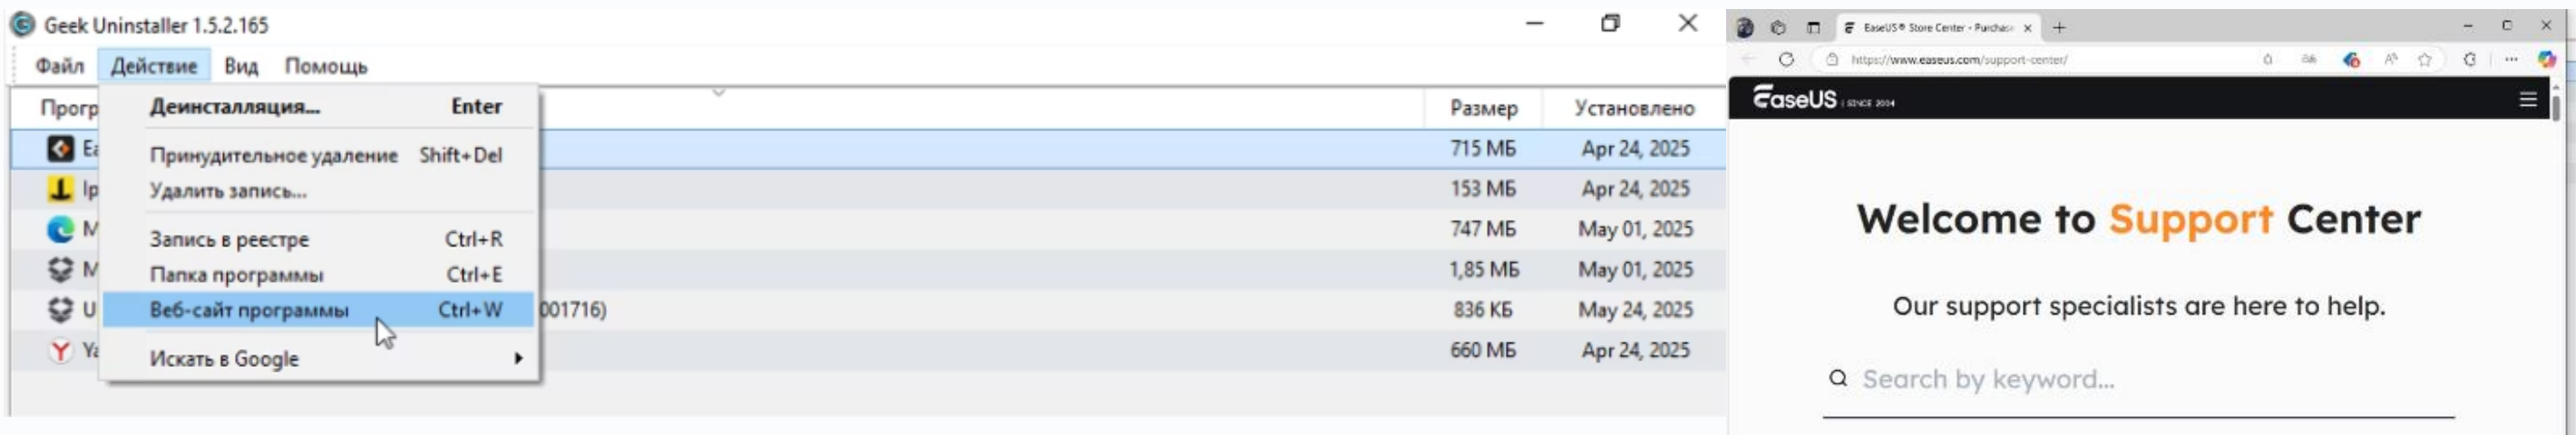 Geek Uninstaller 1.5.2.165
Файл Действие Вид Помощь
Прогр Размер Установлено
Деинсталляция... Enter
Ea 715 МБ Apr 24, 2025
Принудительное удаление Shift+Del
Ip 153 МБ Apr 24, 2025
Удалить запись...
M 747 МБ May 01, 2025
Запись в реестре Ctrl+R
M 1,85 МБ May 01, 2025
Папка программы Ctrl+E
U 001716) 836 КБ May 24, 2025
Веб-сайт программы Ctrl+W
Ya 660 МБ Apr 24, 2025
Искать в Google
EaseUS® Store Center - Purchase
https://www.easeus.com/support-center/
EaseUS | SINCE 2004
Welcome to Support Center
Our support specialists are here to help.
Search by keyword...